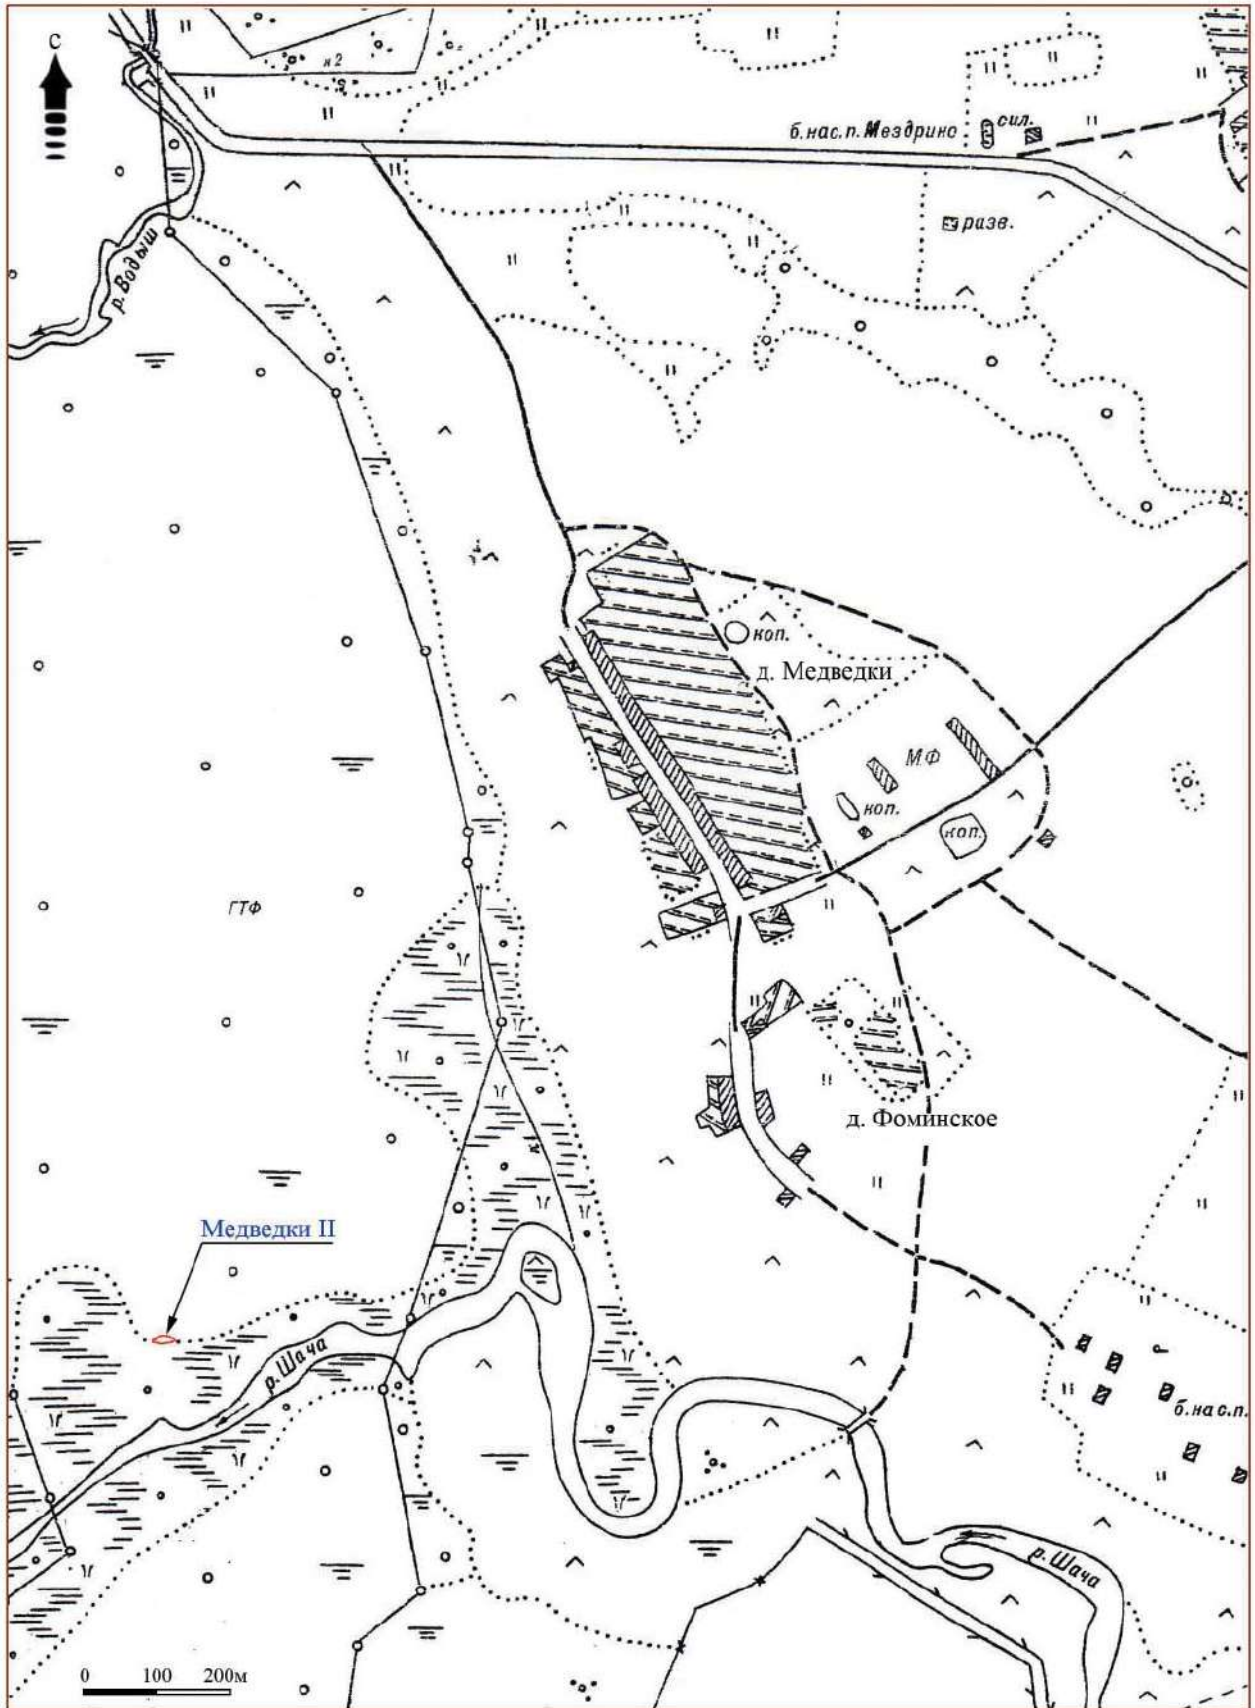 С
к 2
б. нас. п. Мездрино
сил.
разв.
р. Водыш
коп.
д. Медведки
МФ
коп.
коп.
ГТФ
д. Фоминское
Медведки II
р. Шача
б. нас. п.
р. Шача
0 100 200м